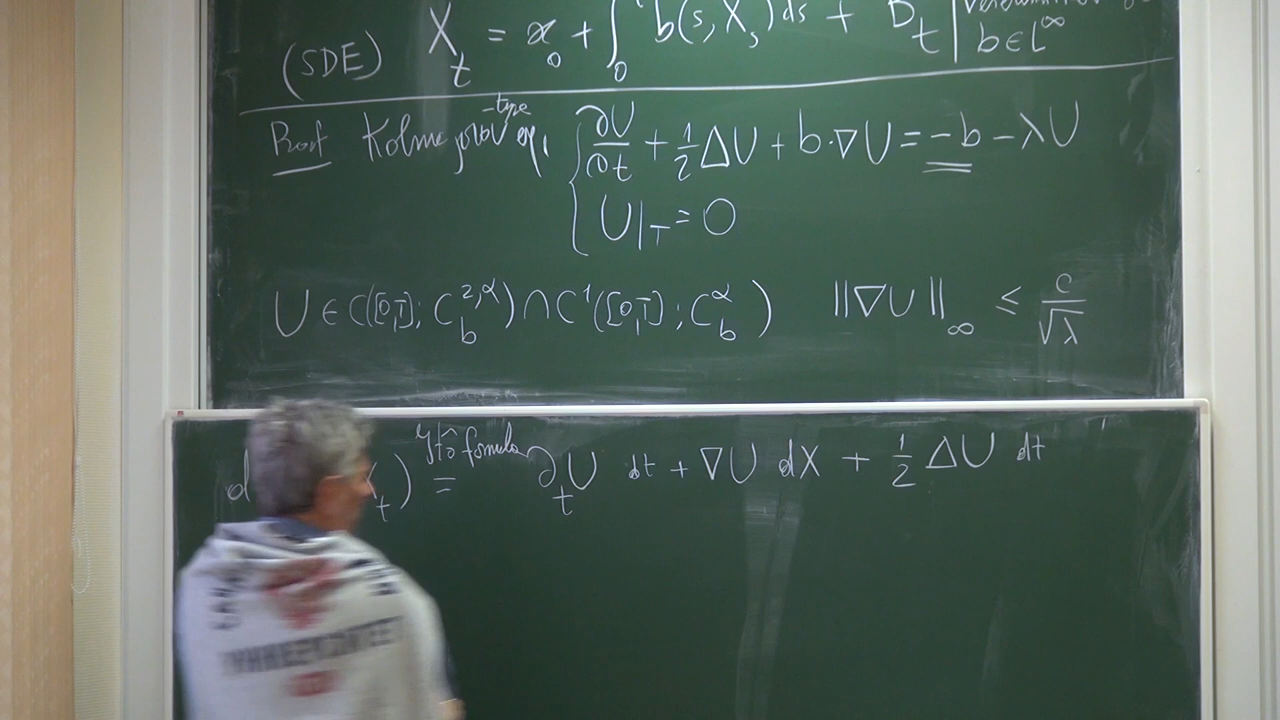 (SDE) X_t = x_0 + ∫_0 b(s, X_s) ds + B_t | b ∈ L^∞
Proof Kolmogorov-type eq. { ∂U/∂t + 1/2 ΔU + b·∇U = -b - λU
U|_T = 0
U ∈ C([0,T]; C_b^{2,α}) ∩ C^1([0,T]; C_b^α) ||∇U||_∞ ≤ C/√λ
d _t) Itô formula = ∂_t U dt + ∇U dX + 1/2 ΔU dt